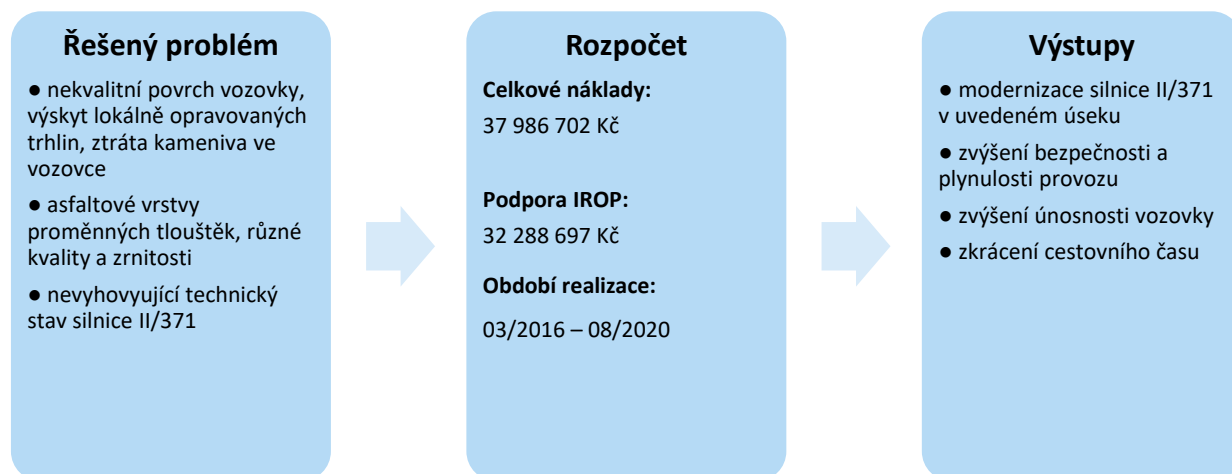 Řešený problém
● nekvalitní povrch vozovky,
výskyt lokálně opravovaných
trhlin, ztráta kameniva ve
vozovce
● asfaltové vrstvy
proměnných tlouštěk, různé
kvality a zrnitosti
● nevyhovyující technický
stav silnice II/371
Rozpočet
Celkové náklady:
37 986 702 Kč
Podpora IROP:
32 288 697 Kč
Období realizace:
03/2016 – 08/2020
Výstupy
● modernizace silnice II/371
v uvedeném úseku
● zvýšení bezpečnosti a
plynulosti provozu
● zvýšení únosnosti vozovky
● zkrácení cestovního času